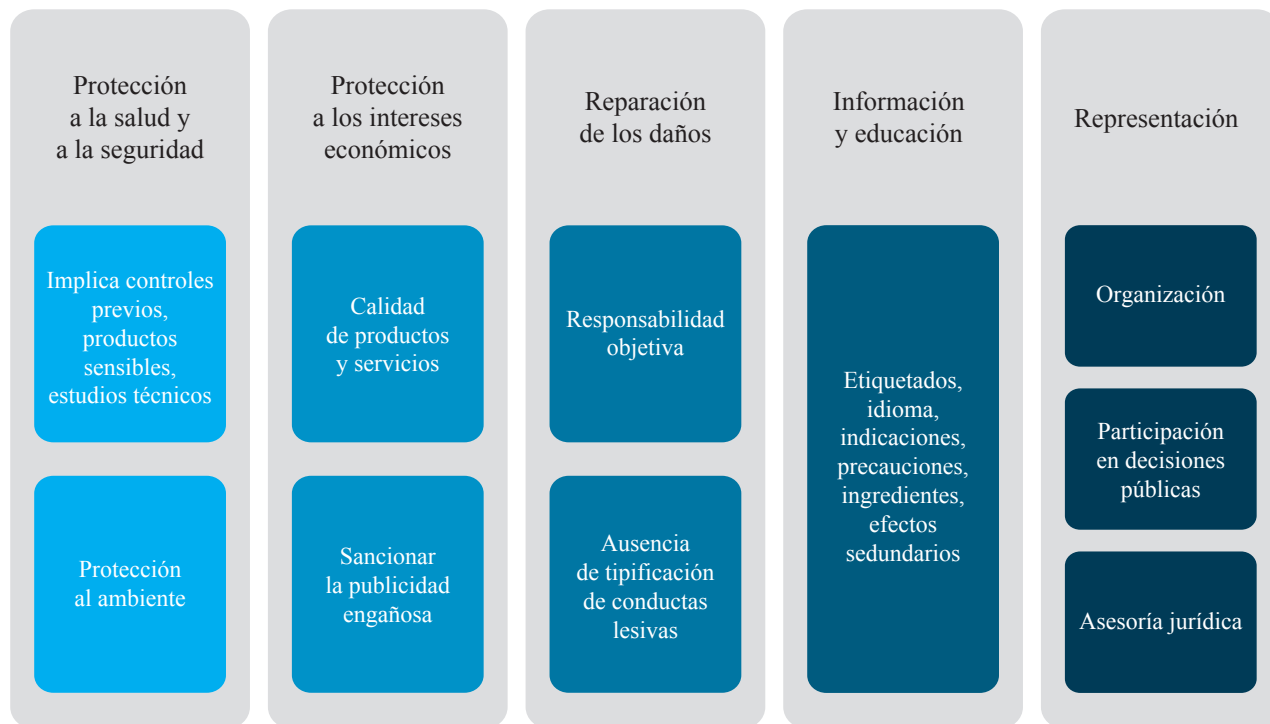 Protección
a la salud y
a la seguridad
Implica controles
previos,
productos
sensibles,
estudios técnicos
Protección
al ambiente
Protección
a los intereses
económicos
Calidad
de productos
y servicios
Sancionar
la publicidad
engañosa
Reparación
de los daños
Responsabilidad
objetiva
Ausencia
de tipificación
de conductas
lesivas
Información
y educación
Etiquetados,
idioma,
indicaciones,
precauciones,
ingredientes,
efectos
sedundarios
Representación
Organización
Participación
en decisiones
públicas
Asesoría jurídica